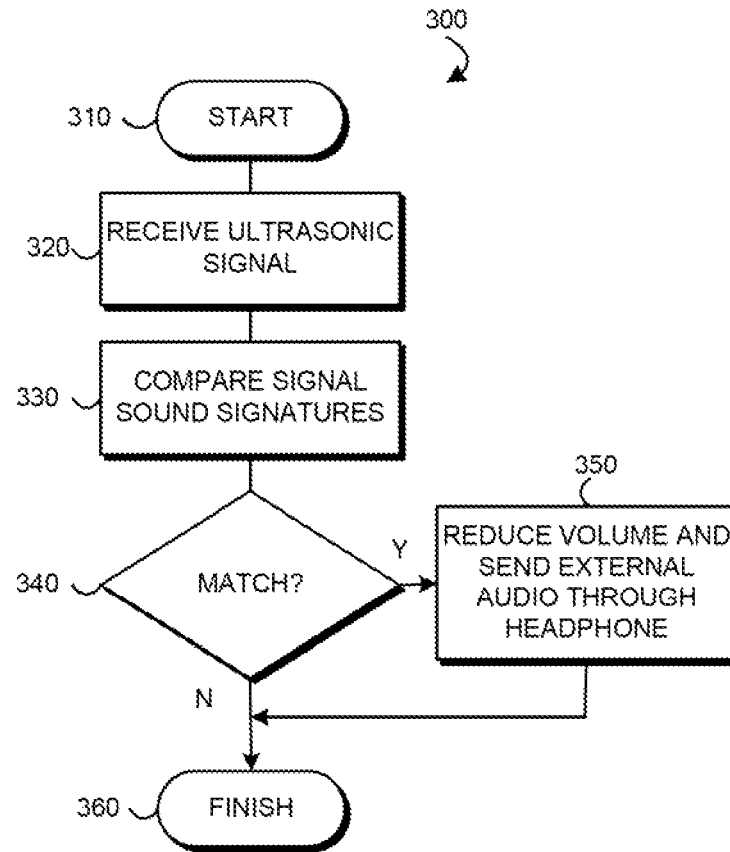 300
310
START
320
RECEIVE ULTRASONIC
SIGNAL
330
COMPARE SIGNAL
SOUND SIGNATURES
340
MATCH?
Y
350
REDUCE VOLUME AND
SEND EXTERNAL
AUDIO THROUGH
HEADPHONE
N
360
FINISH